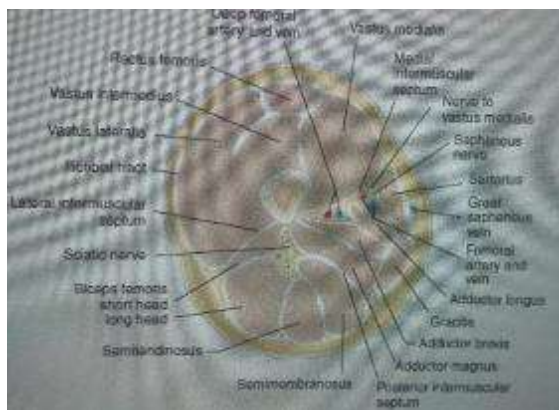 Deep femoral
artery and vein
Vastus medialis
Rectus femoris
Medial
intermuscular
septum
Vastus intermedius
Nerve to
vastus medialis
Vastus lateralis
Saphenous
nerve
Iliotibial tract
Sartorius
Lateral intermuscular
septum
Great
saphenous
vein
Sciatic nerve
Femoral
artery and
vein
Biceps femoris
short head
long head
Adductor longus
Gracilis
Semitendinosus
Adductor brevis
Adductor magnus
Semimembranosus
Posterior intermuscular
septum